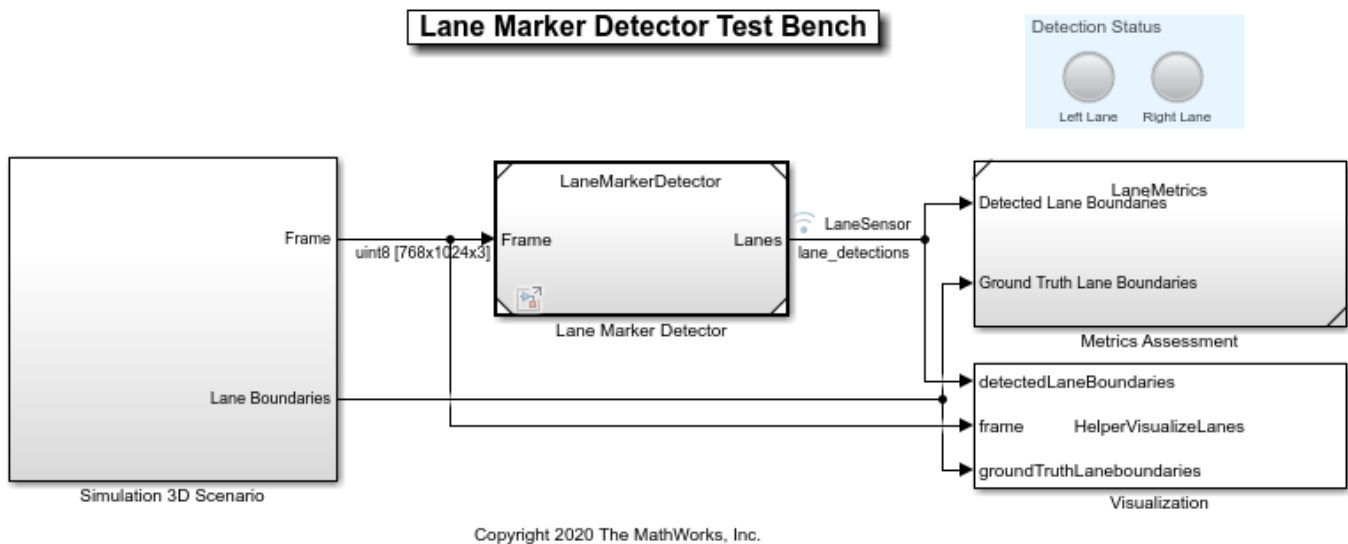 Lane Marker Detector Test Bench
Detection Status
Left Lane
Right Lane
Frame
Lane Boundaries
Simulation 3D Scenario
uint8 [768x1024x3]
LaneMarkerDetector
Frame
Lanes
Lane Marker Detector
LaneSensor
lane_detections
LaneMetrics
Detected Lane Boundaries
Ground Truth Lane Boundaries
Metrics Assessment
detectedLaneBoundaries
frame
HelperVisualizeLanes
groundTruthLaneboundaries
Visualization
Copyright 2020 The MathWorks, Inc.